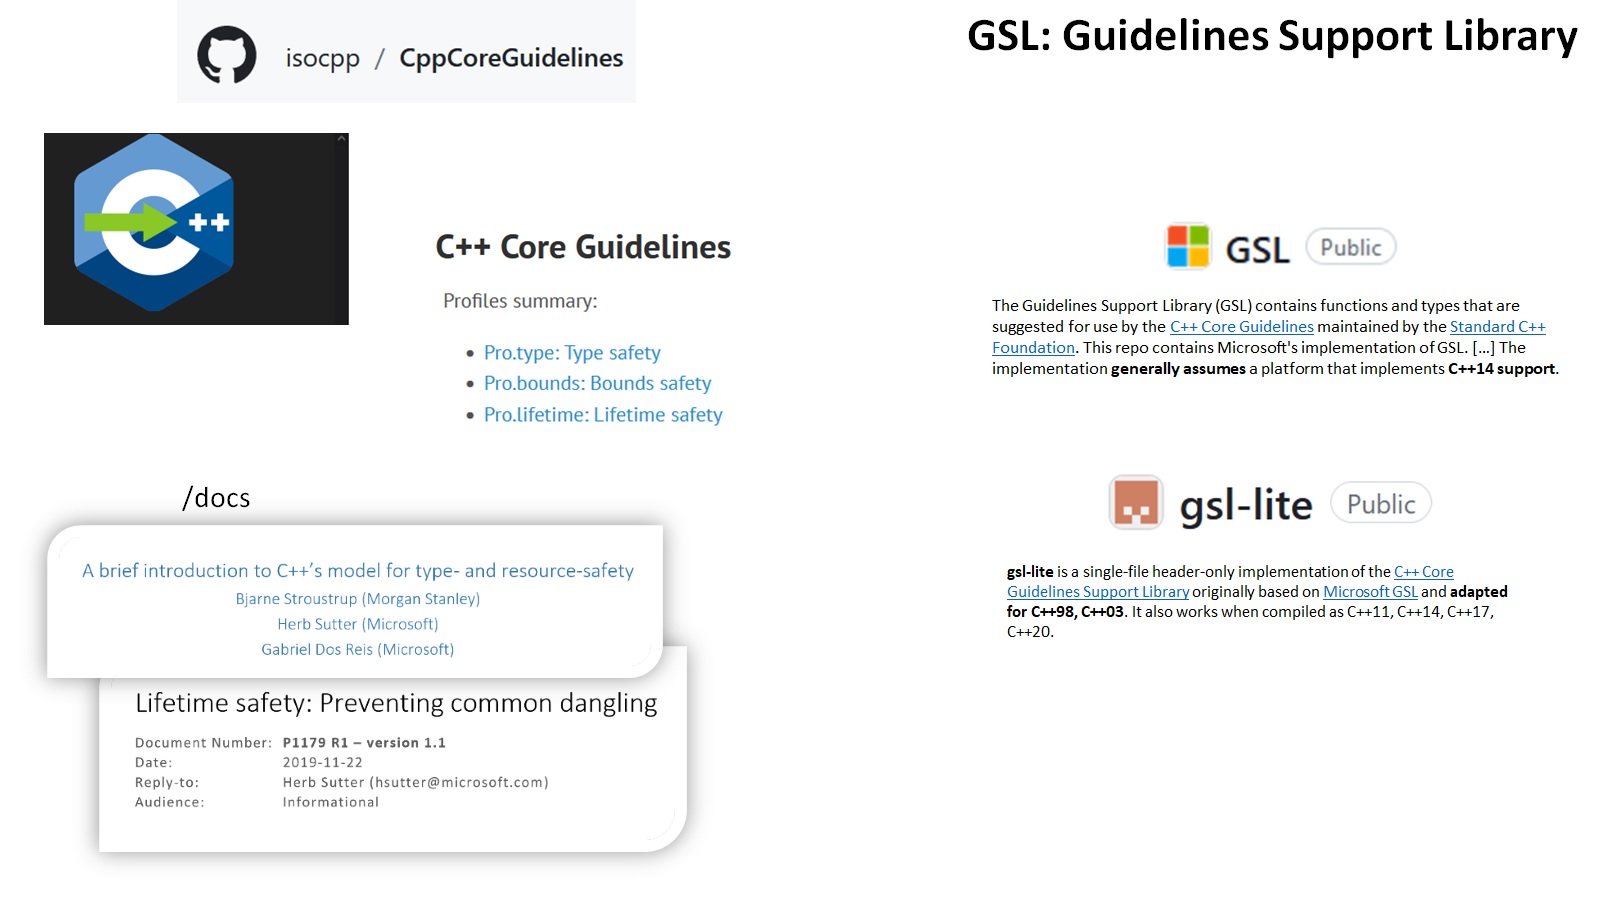 isocpp / CppCoreGuidelines
GSL: Guidelines Support Library
C++
C++ Core Guidelines
Profiles summary:
• Pro.type: Type safety
• Pro.bounds: Bounds safety
• Pro.lifetime: Lifetime safety
GSL Public
The Guidelines Support Library (GSL) contains functions and types that are
suggested for use by the C++ Core Guidelines maintained by the Standard C++
Foundation. This repo contains Microsoft's implementation of GSL. [...] The
implementation generally assumes a platform that implements C++14 support.
/docs
A brief introduction to C++'s model for type- and resource-safety
Bjarne Stroustrup (Morgan Stanley)
Herb Sutter (Microsoft)
Gabriel Dos Reis (Microsoft)
Lifetime safety: Preventing common dangling
Document Number: P1179 R1 – version 1.1
Date: 2019-11-22
Reply-to: Herb Sutter (hsutter@microsoft.com)
Audience: Informational
gsl-lite Public
gsl-lite is a single-file header-only implementation of the C++ Core
Guidelines Support Library originally based on Microsoft GSL and adapted
for C++98, C++03. It also works when compiled as C++11, C++14, C++17,
C++20.